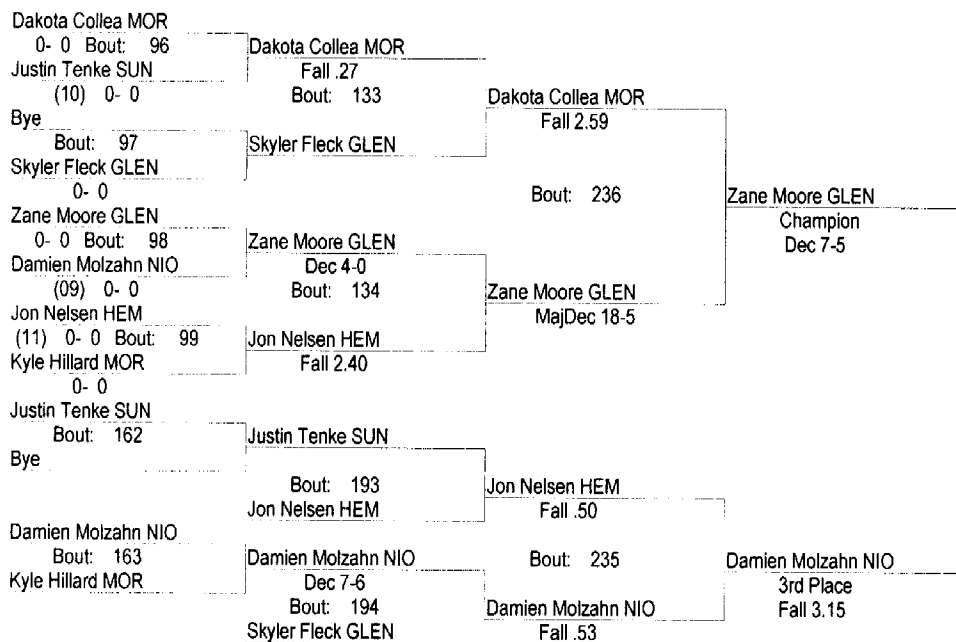 Dakota Collea MOR
0- 0 Bout: 96
Justin Tenke SUN
(10) 0- 0
Bye
Bout: 97
Skyler Fleck GLEN
0- 0
Zane Moore GLEN
0- 0 Bout: 98
Damien Molzahn NIO
(09) 0- 0
Jon Nelsen HEM
(11) 0- 0 Bout: 99
Kyle Hillard MOR
0- 0
Justin Tenke SUN
Bout: 162
Bye
Damien Molzahn NIO
Bout: 163
Kyle Hillard MOR
Dakota Collea MOR
Fall .27
Bout: 133
Skyler Fleck GLEN
Zane Moore GLEN
Dec 4-0
Bout: 134
Jon Nelsen HEM
Fall 2.40
Justin Tenke SUN
Bout: 193
Jon Nelsen HEM
Damien Molzahn NIO
Dec 7-6
Bout: 194
Skyler Fleck GLEN
Dakota Collea MOR
Fall 2.59
Bout: 236
Zane Moore GLEN
MajDec 18-5
Jon Nelsen HEM
Fall .50
Bout: 235
Damien Molzahn NIO
Fall .53
Zane Moore GLEN
Champion
Dec 7-5
Damien Molzahn NIO
3rd Place
Fall 3.15